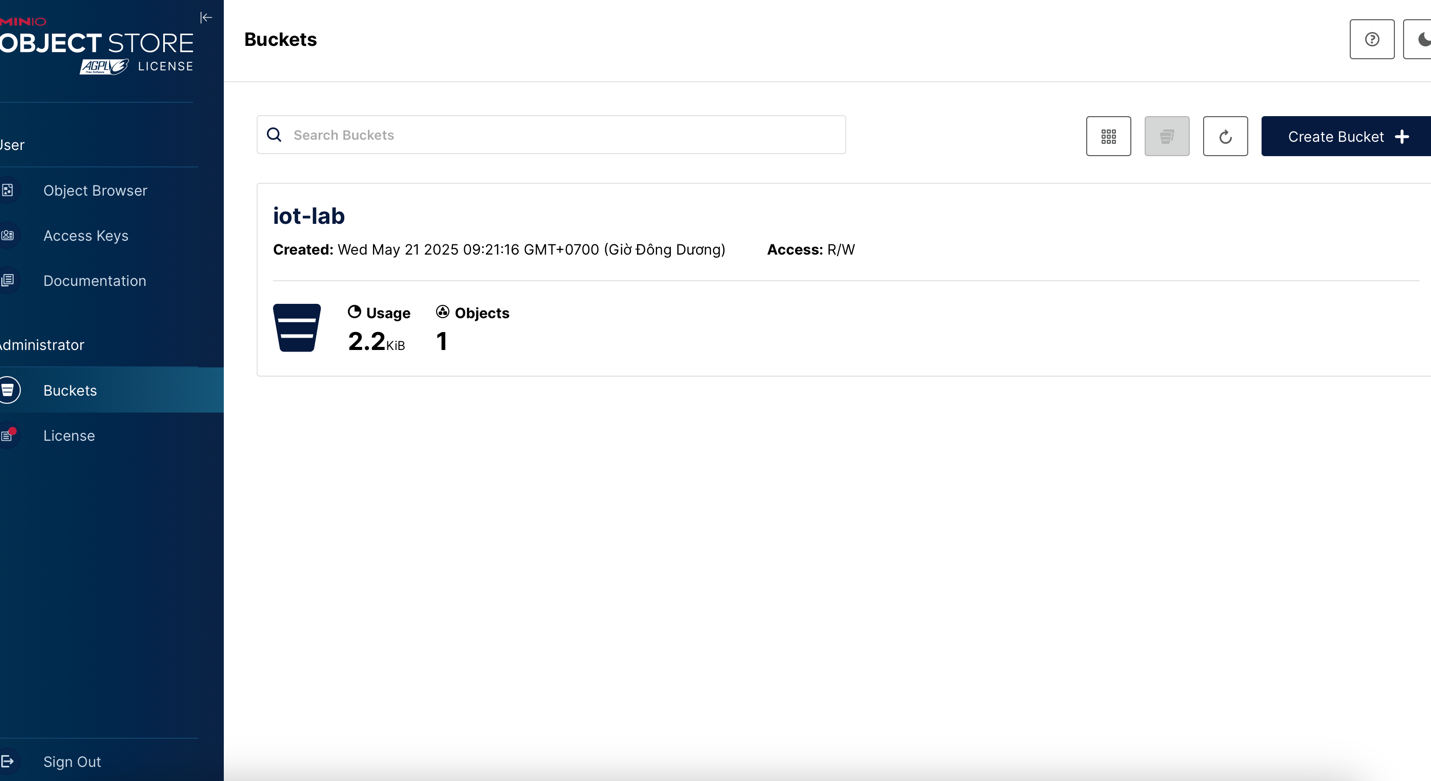 MINIO
OBJECT STORE
AGPLv3 LICENSE
Buckets
User
Object Browser
Access Keys
Documentation
Administrator
Buckets
License
Sign Out
Search Buckets
Create Bucket
iot-lab
Created: Wed May 21 2025 09:21:16 GMT+0700 (Giờ Đông Dương) Access: R/W
Usage Objects
2.2KiB 1